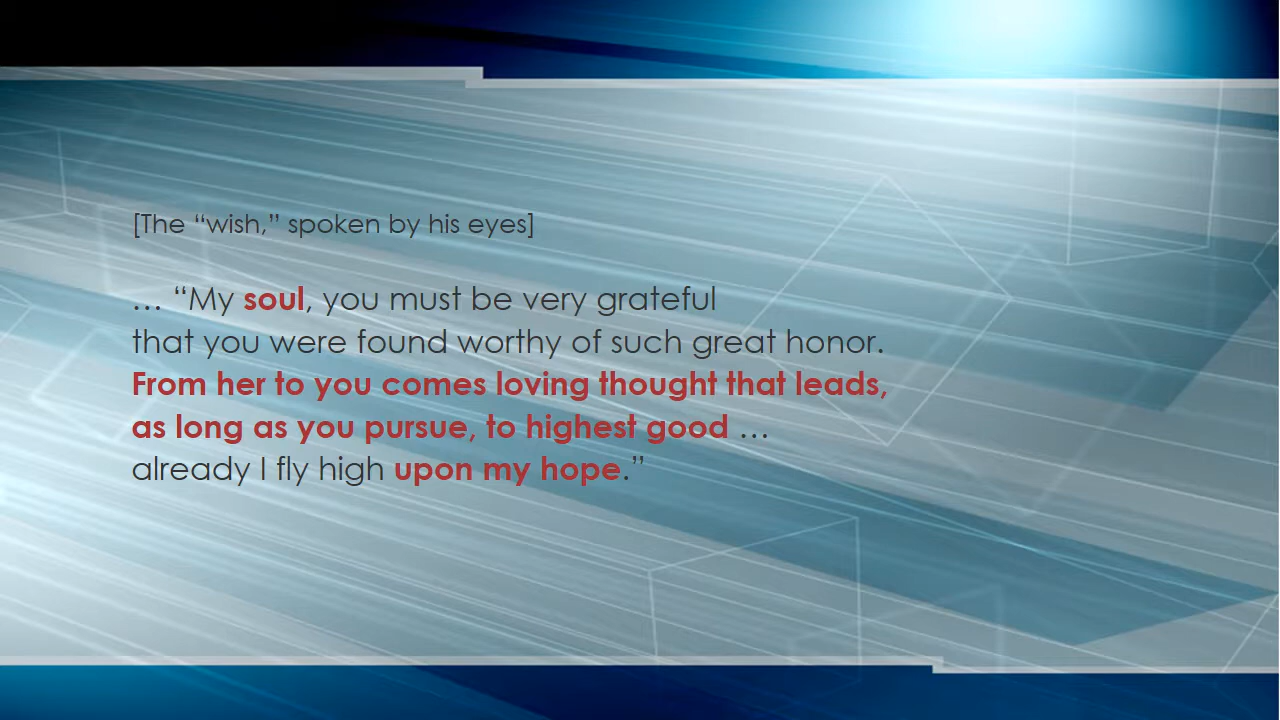 [The “wish,” spoken by his eyes]
… “My soul, you must be very grateful
that you were found worthy of such great honor.
From her to you comes loving thought that leads,
as long as you pursue, to highest good …
already I fly high upon my hope.”